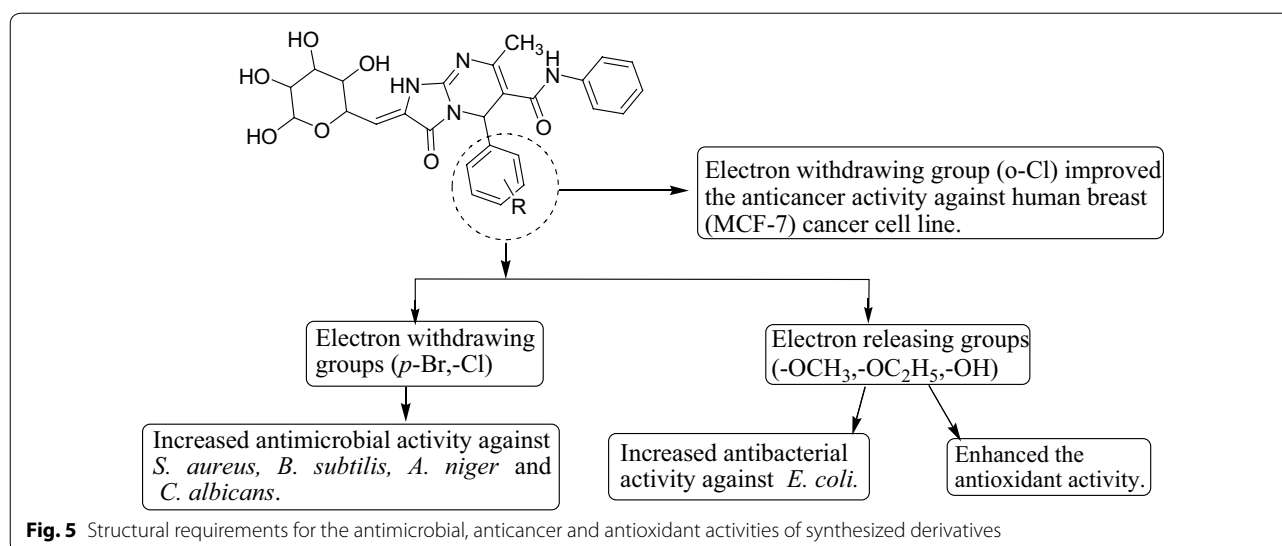 HO
HO
HO
HO
OH
O
HN
N
N
O
CH3
H
N
O
R
Electron withdrawing group (o-Cl) improved
the anticancer activity against human breast
(MCF-7) cancer cell line.
Electron withdrawing
groups (p-Br,-Cl)
Electron releasing groups
(-OCH3,-OC2H5,-OH)
Increased antimicrobial activity against
S. aureus, B. subtilis, A. niger and
C. albicans.
Increased antibacterial
activity against E. coli.
Enhanced the
antioxidant activity.
Fig. 5 Structural requirements for the antimicrobial, anticancer and antioxidant activities of synthesized derivatives